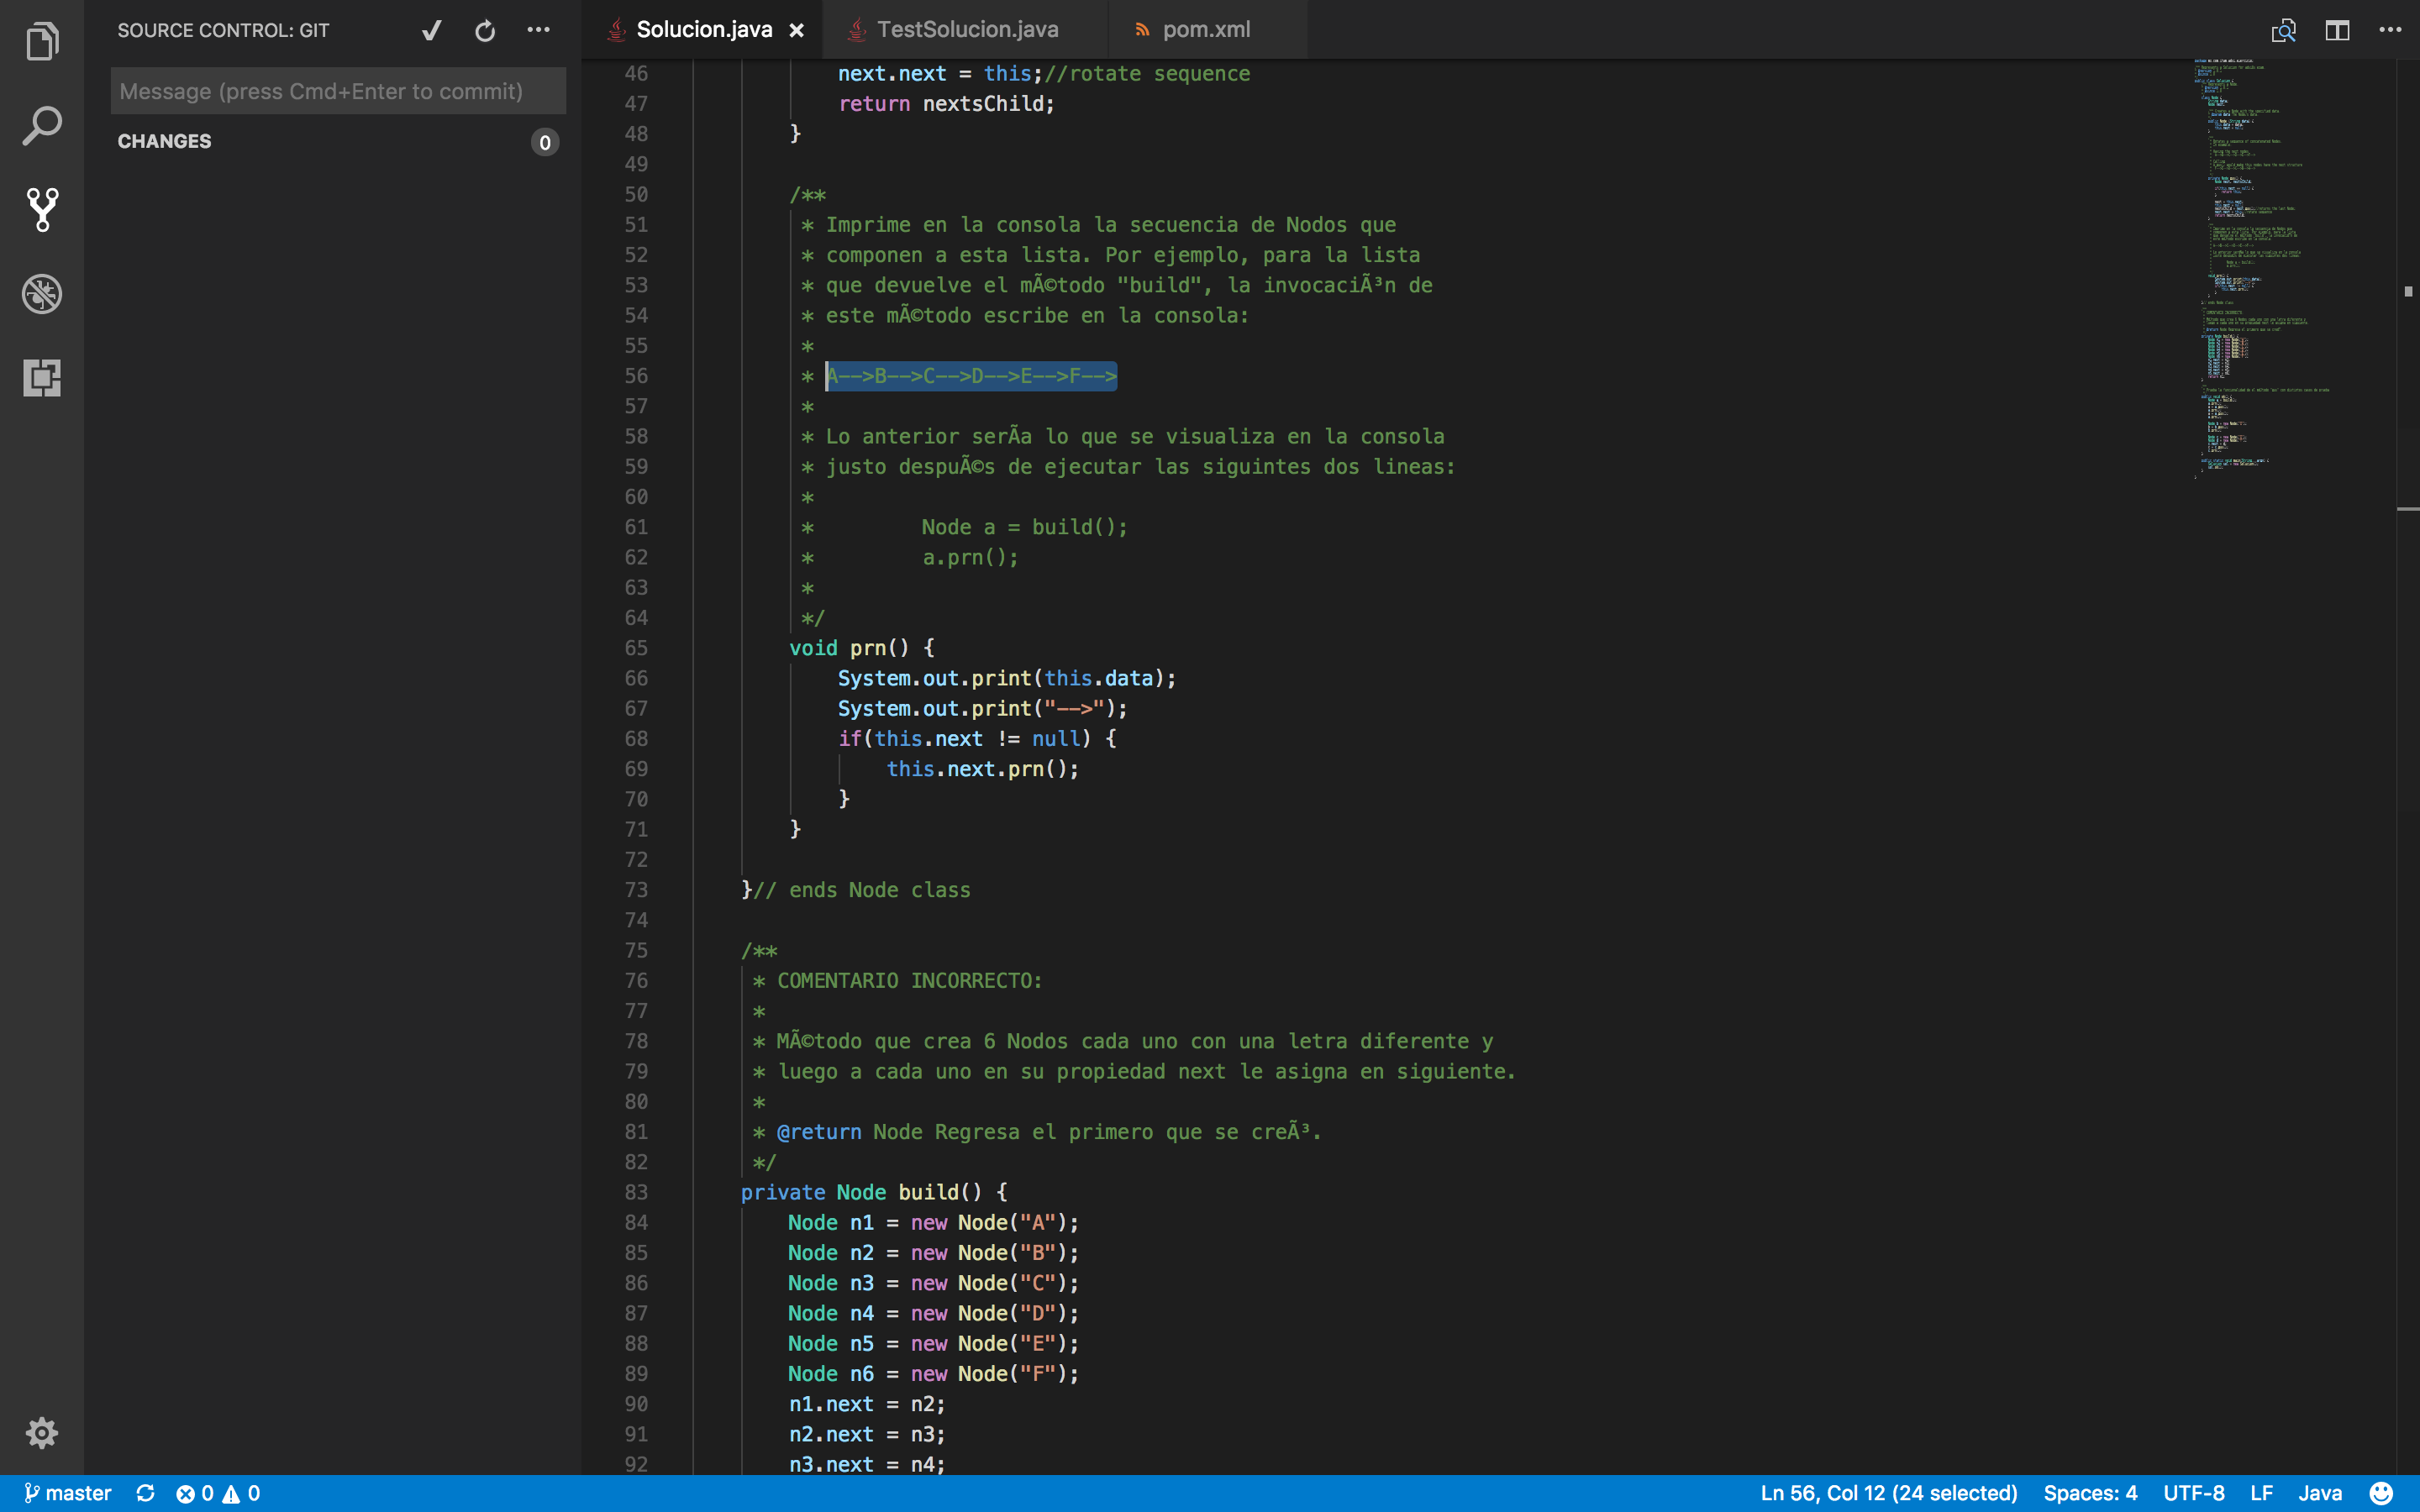 SOURCE CONTROL: GIT
Message (press Cmd+Enter to commit)
CHANGES
0
Solucion.java
TestSolucion.java
pom.xml
46 next.next = this;//rotate sequence
47 return nextsChild;
48 }
49
50 /**
51 * Imprime en la consola la secuencia de Nodos que
52 * componen a esta lista. Por ejemplo, para la lista
53 * que devuelve el mÃ©todo "build", la invocaciÃ³n de
54 * este mÃ©todo escribe en la consola:
55 *
56 * A-->B-->C-->D-->E-->F-->
57 *
58 * Lo anterior serÃ­a lo que se visualiza en la consola
59 * justo despuÃ©s de ejecutar las siguintes dos lineas:
60 *
61 * Node a = build();
62 * a.prn();
63 *
64 */
65 void prn() {
66 System.out.print(this.data);
67 System.out.print("-->");
68 if(this.next != null) {
69 this.next.prn();
70 }
71 }
72
73 }// ends Node class
74
75 /**
76 * COMENTARIO INCORRECTO:
77 *
78 * MÃ©todo que crea 6 Nodos cada uno con una letra diferente y
79 * luego a cada uno en su propiedad next le asigna en siguiente.
80 *
81 * @return Node Regresa el primero que se creÃ³.
82 */
83 private Node build() {
84 Node n1 = new Node("A");
85 Node n2 = new Node("B");
86 Node n3 = new Node("C");
87 Node n4 = new Node("D");
88 Node n5 = new Node("E");
89 Node n6 = new Node("F");
90 n1.next = n2;
91 n2.next = n3;
92 n3.next = n4;
master 0 0 Ln 56, Col 12 (24 selected) Spaces: 4 UTF-8 LF Java